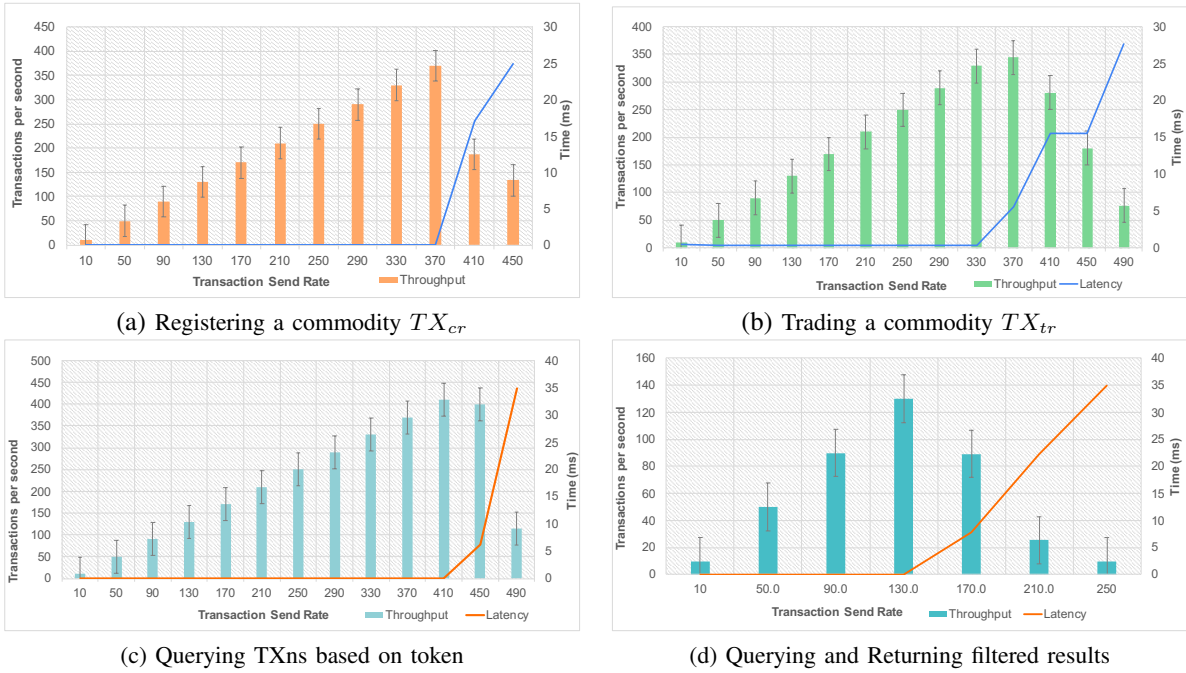 450
400
350
300
250
200
150
100
50
0
Transactions per second
30
25
20
15
10
5
0
Time (ms)
10 50 90 130 170 210 250 290 330 370 410 450
Transaction Send Rate
Throughput
(a) Registering a commodity TX_cr
400
350
300
250
200
150
100
50
0
Transactions per second
30
25
20
15
10
5
0
Time (ms)
10 50 90 130 170 210 250 290 330 370 410 450 490
Transaction Send Rate
Throughput Latency
(b) Trading a commodity TX_tr
500
450
400
350
300
250
200
150
100
50
0
Transactions per second
40
35
30
25
20
15
10
5
0
Time (ms)
10 50 90 130 170 210 250 290 330 370 410 450 490
Transaction Send Rate
Throughput Latency
(c) Querying TXns based on token
160
140
120
100
80
60
40
20
0
Transactions per second
40
35
30
25
20
15
10
5
0
Time (ms)
10 50.0 90.0 130.0 170.0 210.0 250
Transaction Send Rate
Throughput Latency
(d) Querying and Returning filtered results